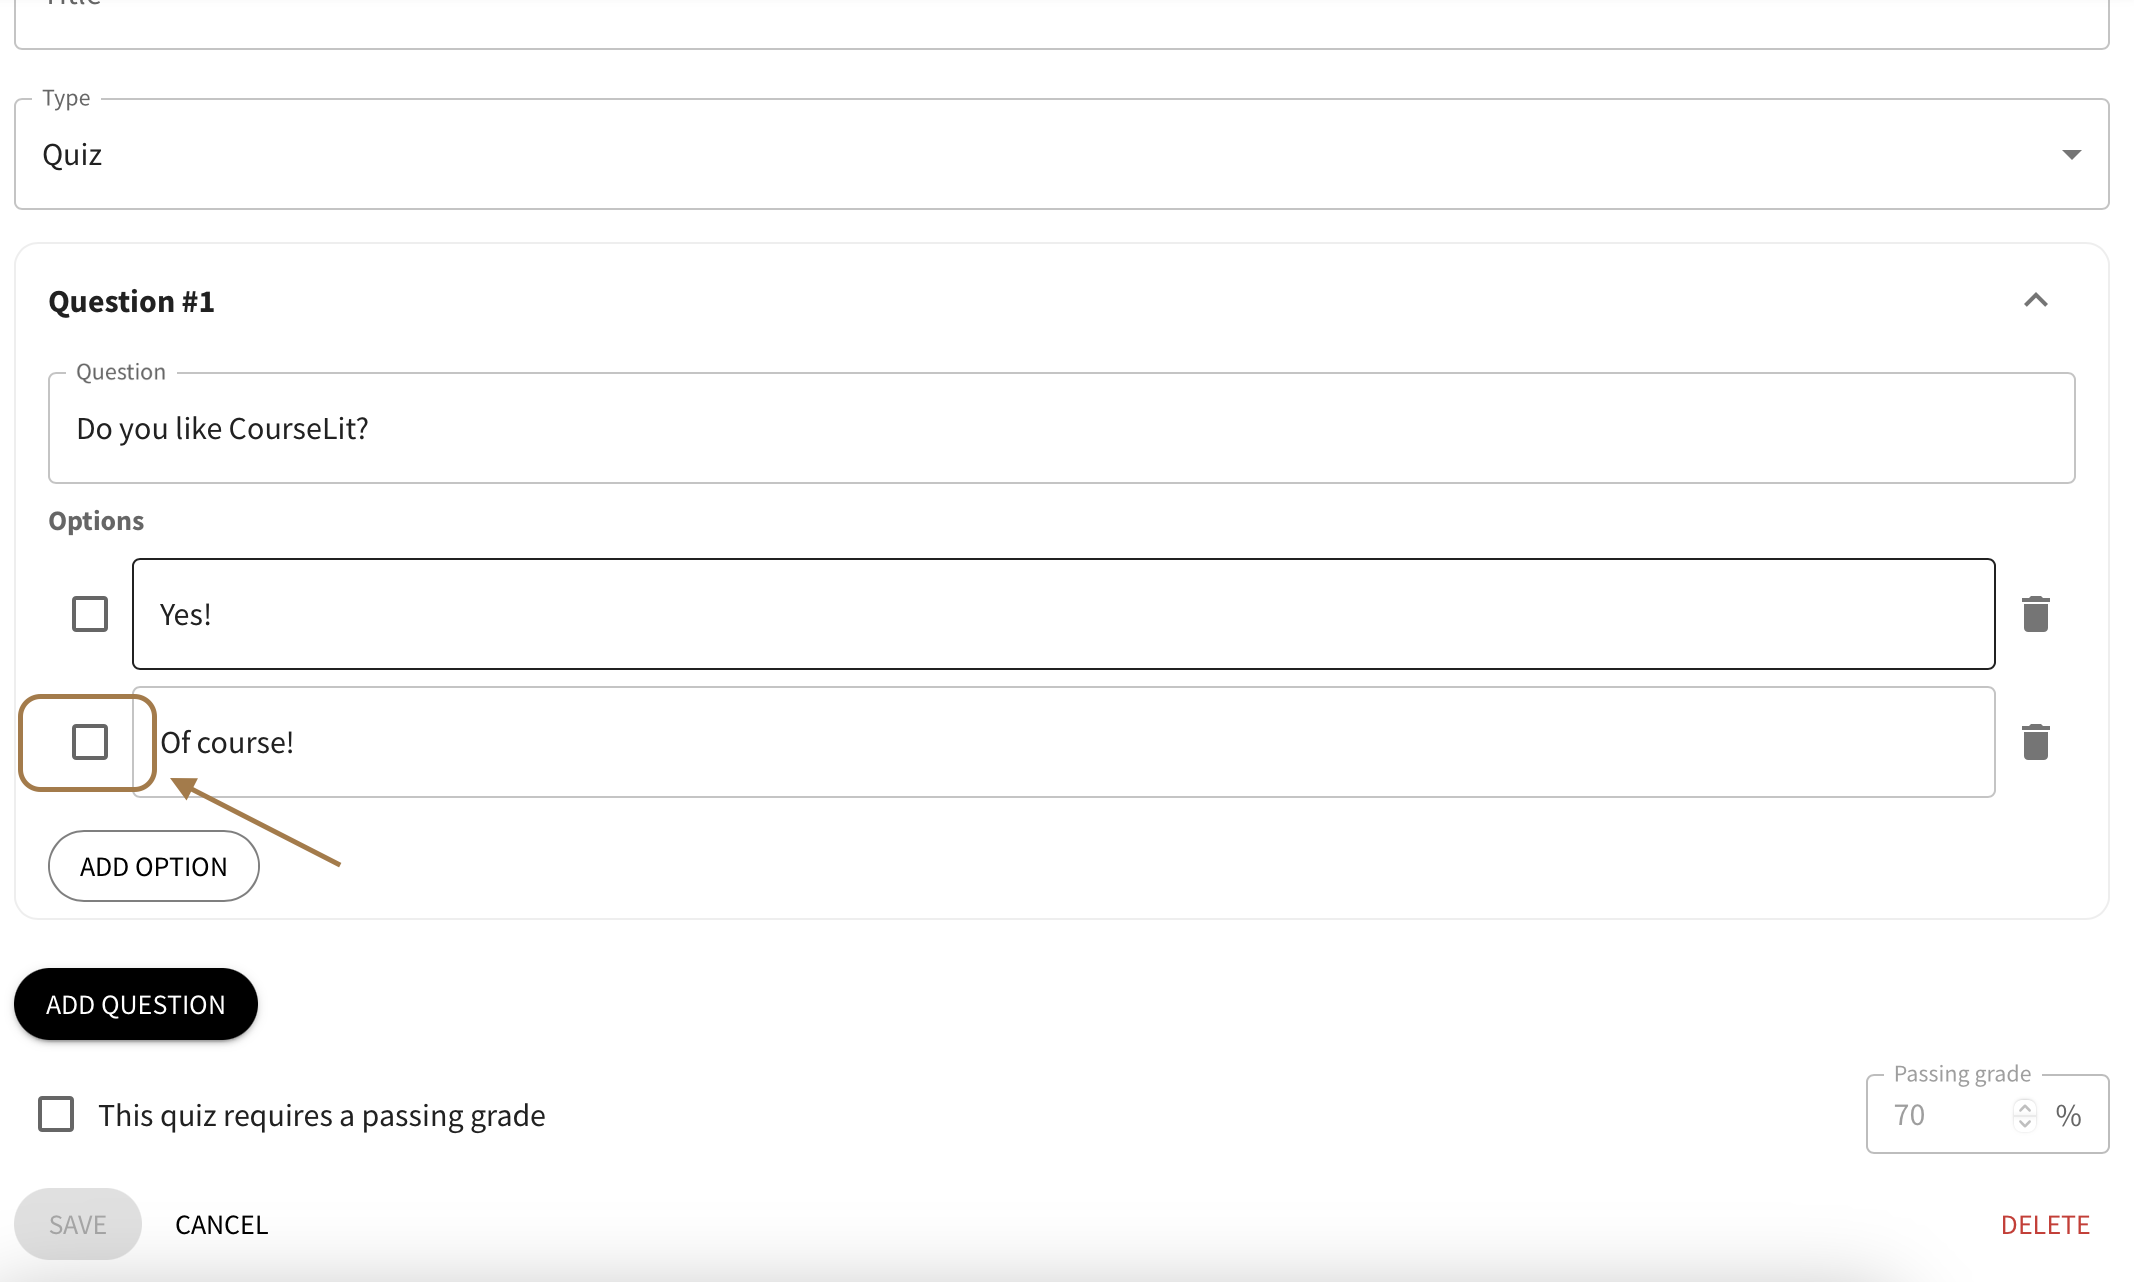 Title
Type
Quiz
Question #1
Question
Do you like CourseLit?
Options
Yes!
Of course!
ADD OPTION
ADD QUESTION
This quiz requires a passing grade
Passing grade
70 %
SAVE CANCEL DELETE